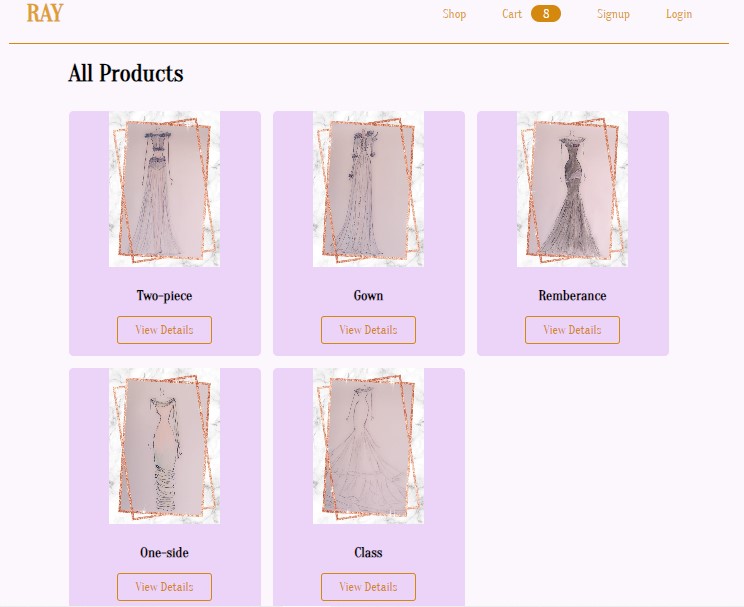 RAY
Shop Cart 8 Signup Login
All Products
Two-piece Gown Remberance
View Details View Details View Details
One-side Class
View Details View Details